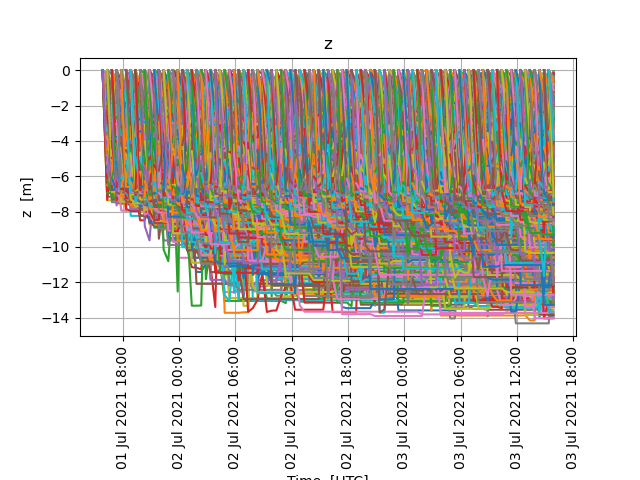 z
0
−2
−4
−6
−8
−10
−12
−14
z [m]
01 Jul 2021 18:00
02 Jul 2021 00:00
02 Jul 2021 06:00
02 Jul 2021 12:00
02 Jul 2021 18:00
03 Jul 2021 00:00
03 Jul 2021 06:00
03 Jul 2021 12:00
03 Jul 2021 18:00
Time [UTC]